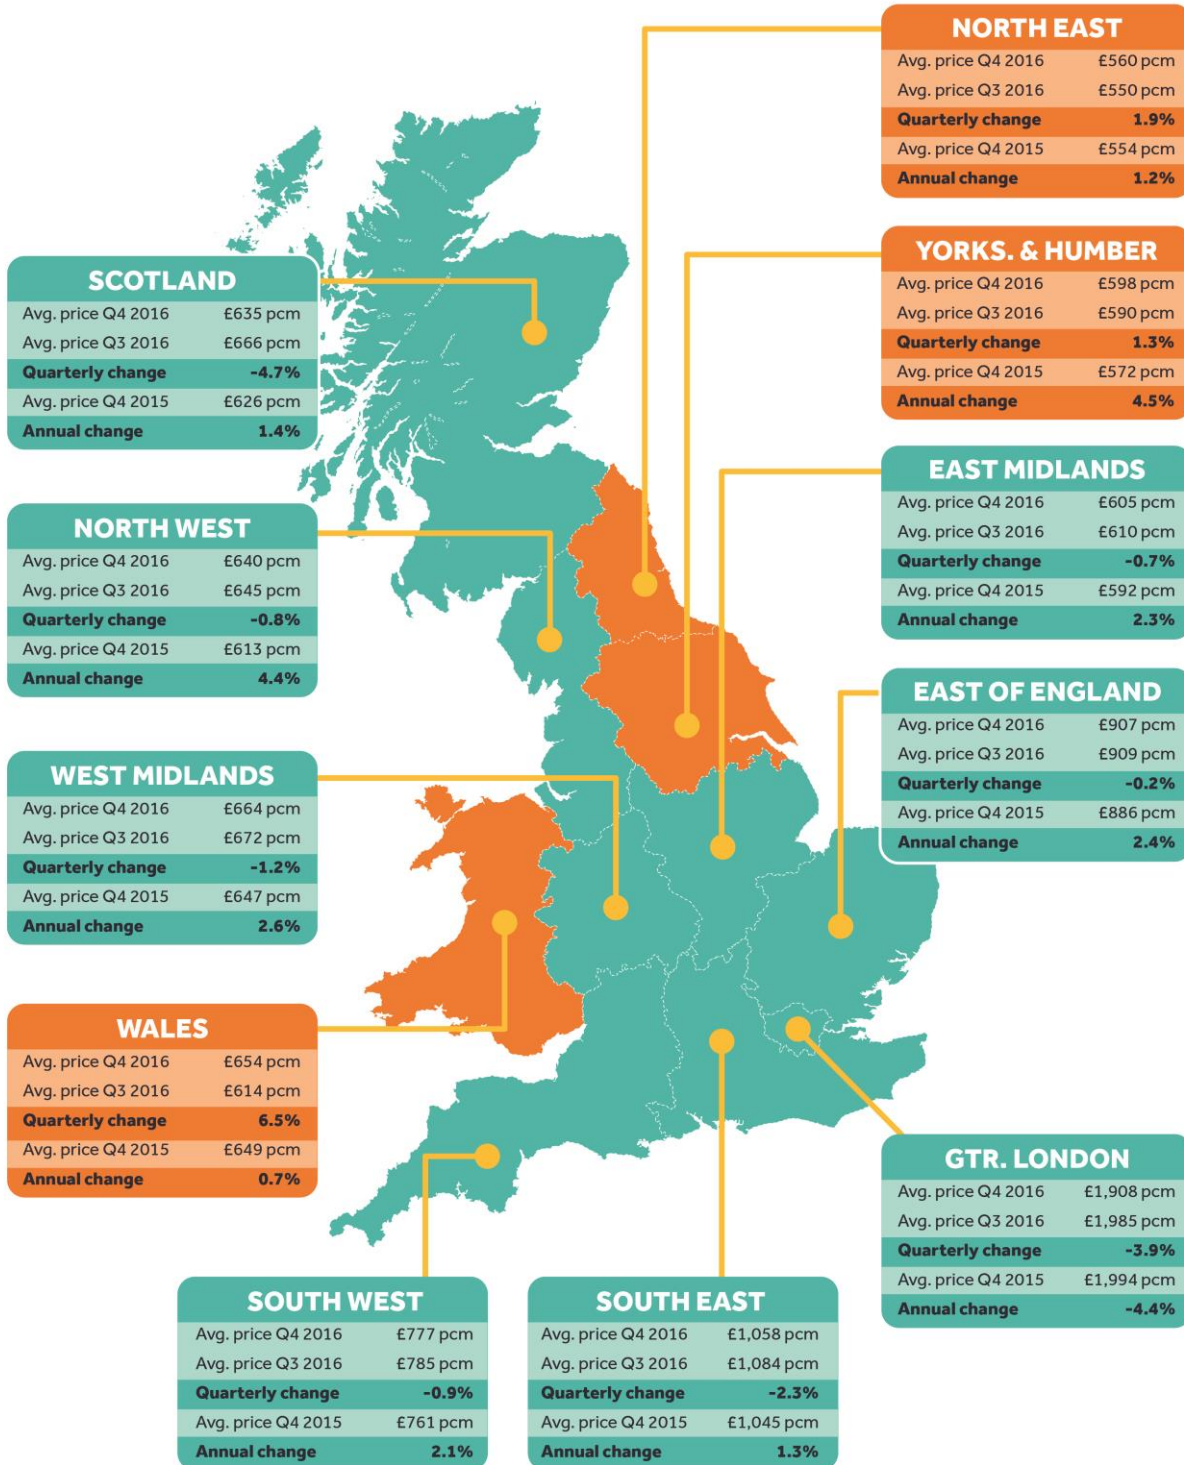 NORTH EAST
Avg. price Q4 2016 £560 pcm
Avg. price Q3 2016 £550 pcm
Quarterly change 1.9%
Avg. price Q4 2015 £554 pcm
Annual change 1.2%
YORKS. & HUMBER
Avg. price Q4 2016 £598 pcm
Avg. price Q3 2016 £590 pcm
Quarterly change 1.3%
Avg. price Q4 2015 £572 pcm
Annual change 4.5%
SCOTLAND
Avg. price Q4 2016 £635 pcm
Avg. price Q3 2016 £666 pcm
Quarterly change -4.7%
Avg. price Q4 2015 £626 pcm
Annual change 1.4%
EAST MIDLANDS
Avg. price Q4 2016 £605 pcm
Avg. price Q3 2016 £610 pcm
Quarterly change -0.7%
Avg. price Q4 2015 £592 pcm
Annual change 2.3%
NORTH WEST
Avg. price Q4 2016 £640 pcm
Avg. price Q3 2016 £645 pcm
Quarterly change -0.8%
Avg. price Q4 2015 £613 pcm
Annual change 4.4%
EAST OF ENGLAND
Avg. price Q4 2016 £907 pcm
Avg. price Q3 2016 £909 pcm
Quarterly change -0.2%
Avg. price Q4 2015 £886 pcm
Annual change 2.4%
WEST MIDLANDS
Avg. price Q4 2016 £664 pcm
Avg. price Q3 2016 £672 pcm
Quarterly change -1.2%
Avg. price Q4 2015 £647 pcm
Annual change 2.6%
WALES
Avg. price Q4 2016 £654 pcm
Avg. price Q3 2016 £614 pcm
Quarterly change 6.5%
Avg. price Q4 2015 £649 pcm
Annual change 0.7%
GTR. LONDON
Avg. price Q4 2016 £1,908 pcm
Avg. price Q3 2016 £1,985 pcm
Quarterly change -3.9%
Avg. price Q4 2015 £1,994 pcm
Annual change -4.4%
SOUTH WEST
Avg. price Q4 2016 £777 pcm
Avg. price Q3 2016 £785 pcm
Quarterly change -0.9%
Avg. price Q4 2015 £761 pcm
Annual change 2.1%
SOUTH EAST
Avg. price Q4 2016 £1,058 pcm
Avg. price Q3 2016 £1,084 pcm
Quarterly change -2.3%
Avg. price Q4 2015 £1,045 pcm
Annual change 1.3%